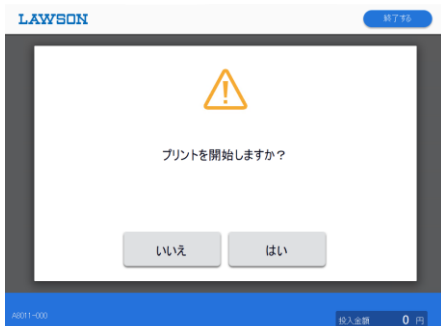 LAWSON
終了する
プリントを開始しますか？
いいえ
はい
A8011-000
投入金額 0 円